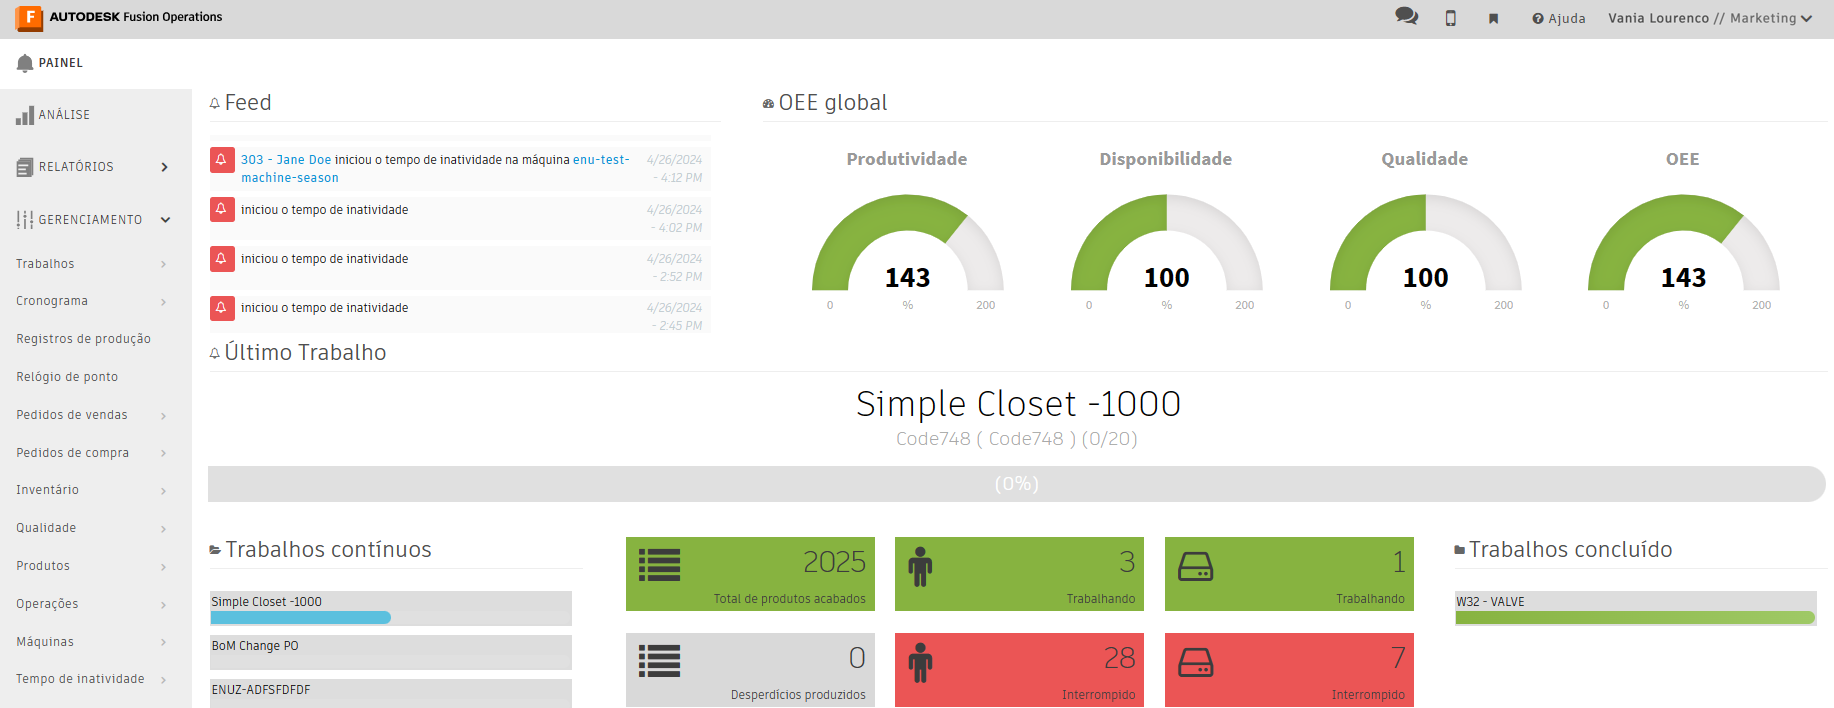 AUTODESK Fusion Operations
Ajuda
Vania Lourenco // Marketing
PAINEL
ANÁLISE
RELATÓRIOS
GERENCIAMENTO
Trabalhos
Cronograma
Registros de produção
Relógio de ponto
Pedidos de vendas
Pedidos de compra
Inventário
Qualidade
Produtos
Operações
Máquinas
Tempo de inatividade
Feed
303 - Jane Doe iniciou o tempo de inatividade na máquina enu-test-
machine-season
4/26/2024
- 4:12 PM
iniciou o tempo de inatividade
4/26/2024
- 4:02 PM
iniciou o tempo de inatividade
4/26/2024
- 2:52 PM
iniciou o tempo de inatividade
4/26/2024
- 2:45 PM
OEE global
Produtividade
143
0 % 200
Disponibilidade
100
0 % 200
Qualidade
100
0 % 200
OEE
143
0 % 200
Último Trabalho
Simple Closet -1000
Code748 ( Code748 ) (0/20)
(0%)
Trabalhos contínuos
Simple Closet -1000
BoM Change PO
ENUZ-ADFSFDFDF
2025
Total de produtos acabados
3
Trabalhando
1
Trabalhando
0
Desperdícios produzidos
28
Interrompido
7
Interrompido
Trabalhos concluído
W32 - VALVE